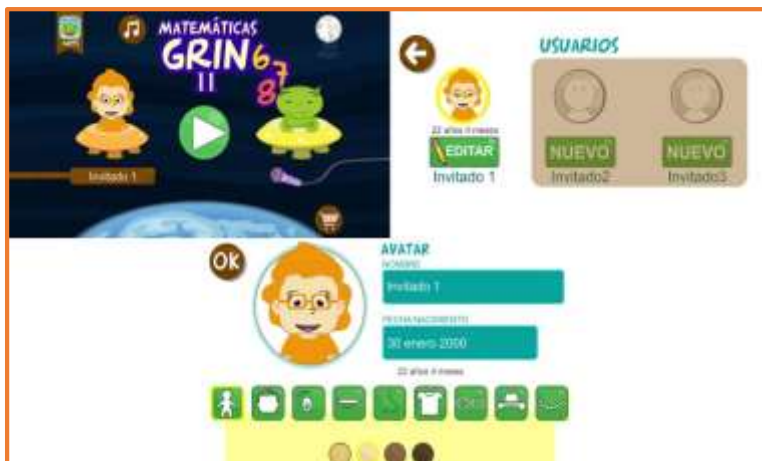 MATEMÁTICAS
GRIN
II
6
7
8
Invitado 1
USUARIOS
22 años 4 meses
EDITAR
Invitado 1
NUEVO
Invitado2
NUEVO
Invitado3
OK
AVATAR
NOMBRE
Invitado 1
FECHA NACIMIENTO
30 enero 2000
22 años 4 meses